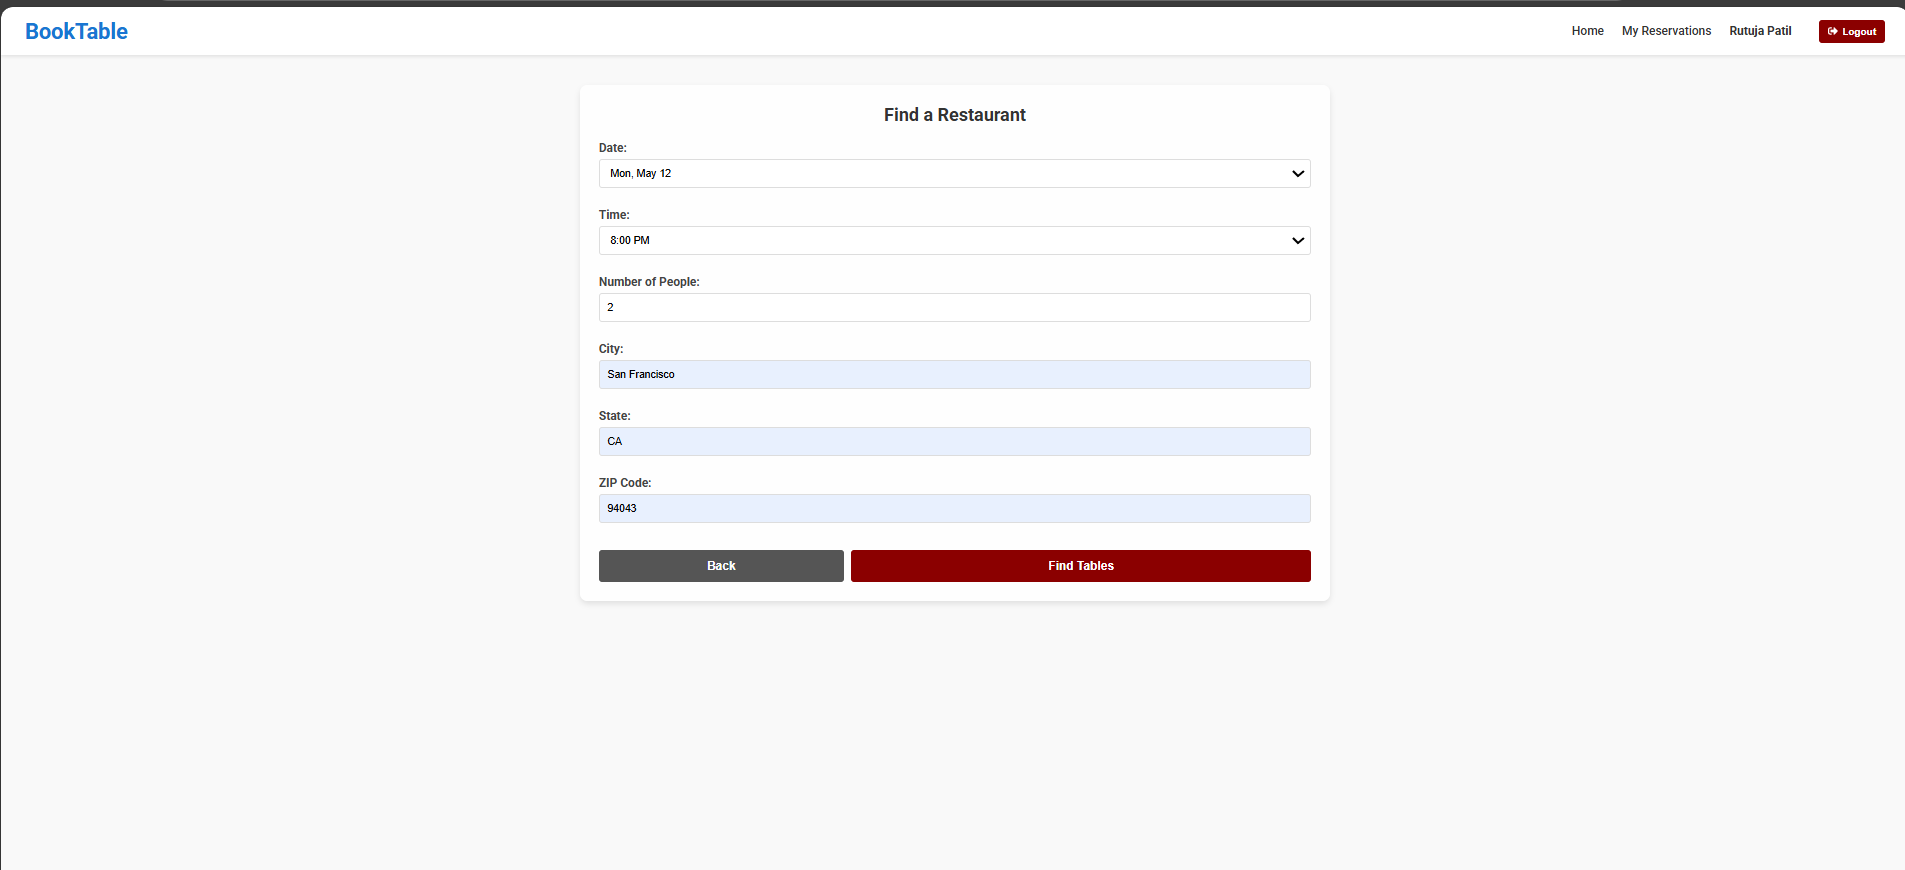 BookTable
Home My Reservations Rutuja Patil Logout
Find a Restaurant
Date:
Mon, May 12
Time:
8:00 PM
Number of People:
2
City:
San Francisco
State:
CA
ZIP Code:
94043
Back Find Tables